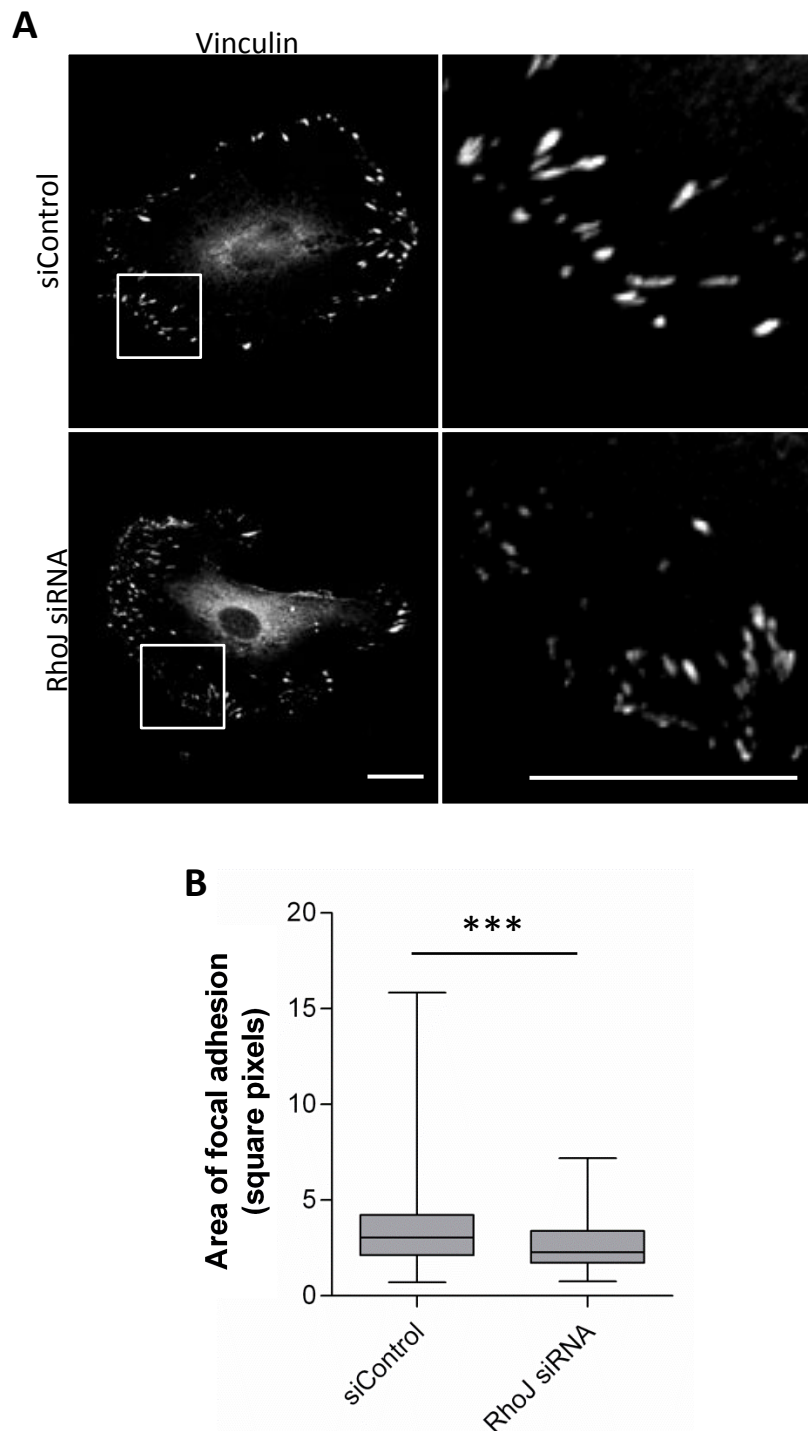 A
Vinculin
siControl
RhoJ siRNA
B
Area of focal adhesion
(square pixels)
20
15
10
5
0
***
siControl
RhoJ siRNA